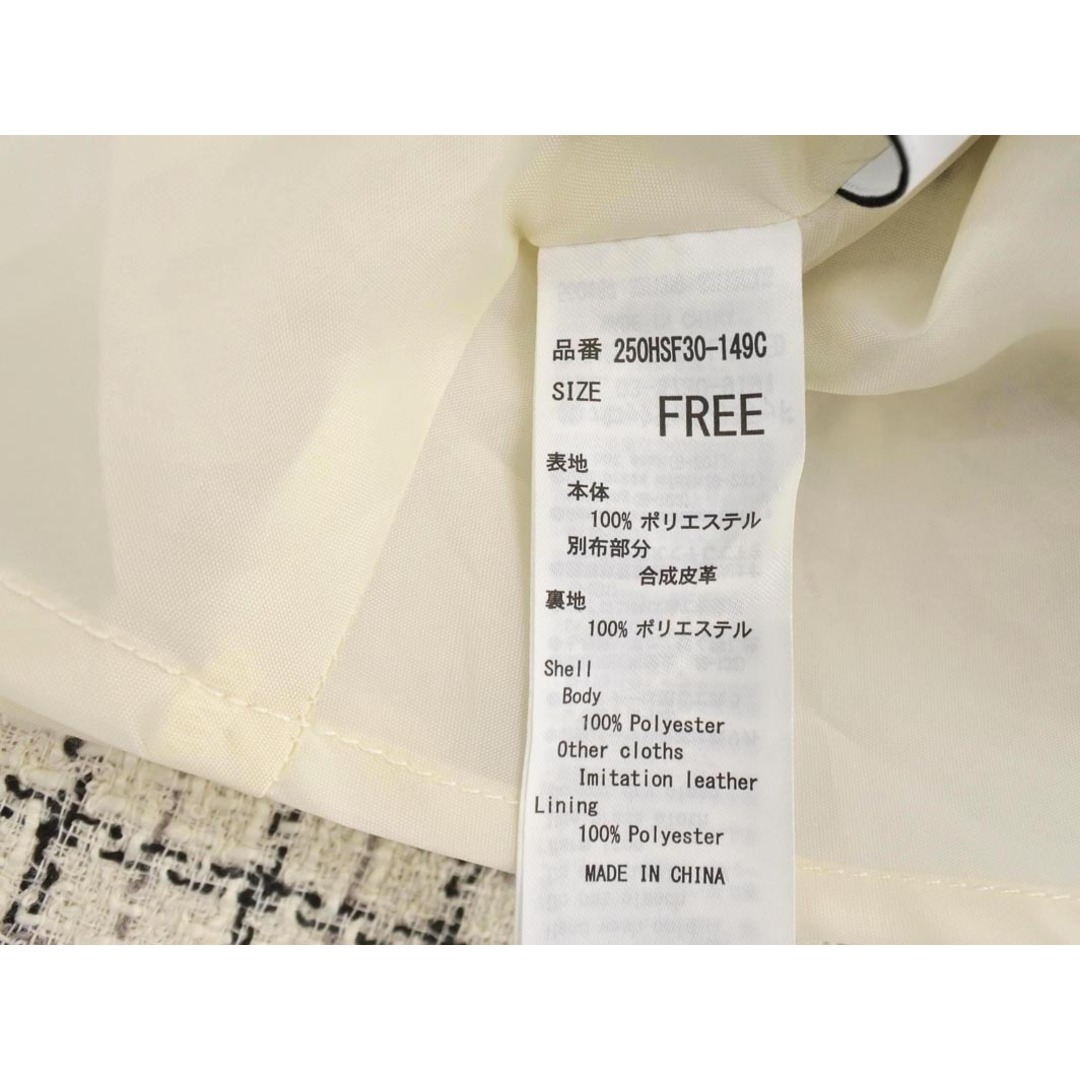 品番 250HSF30-149C
SIZE
FREE
表地
本体
100% ポリエステル
別布部分
合成皮革
裏地
100% ポリエステル
Shell
Body
100% Polyester
Other cloths
Imitation leather
Lining
100% Polyester
MADE IN CHINA